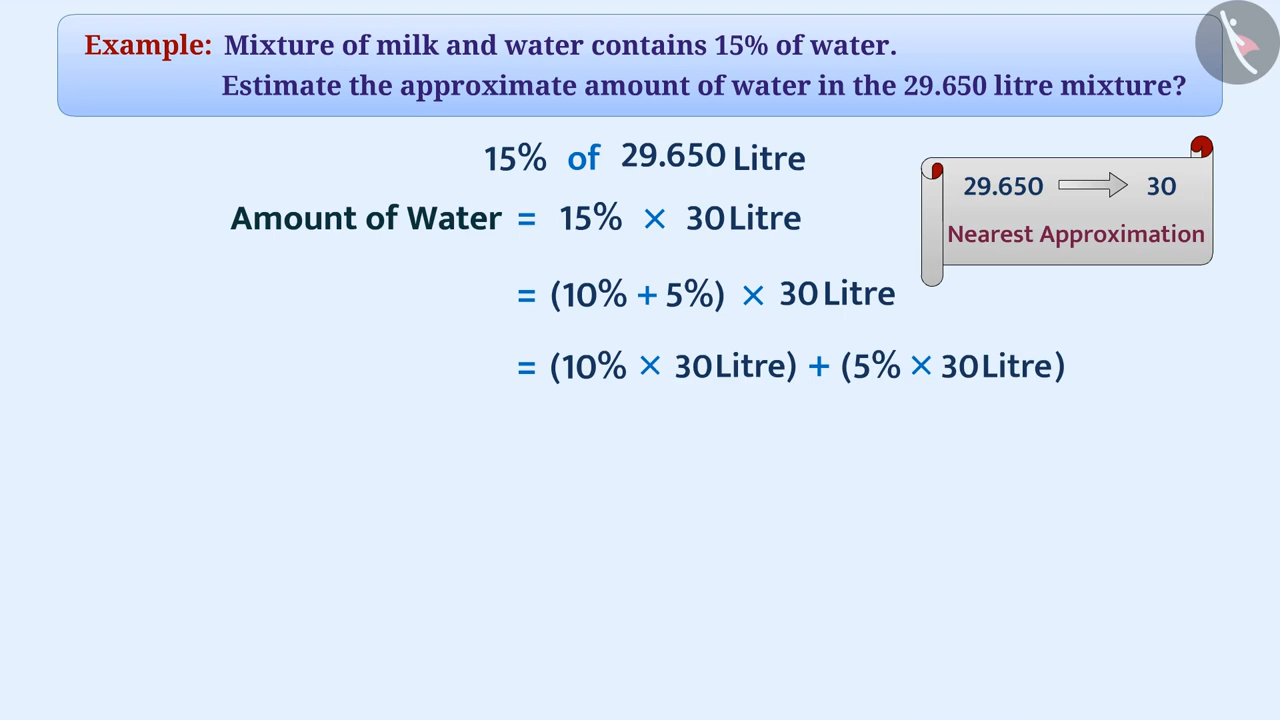 Example: Mixture of milk and water contains 15% of water.
Estimate the approximate amount of water in the 29.650 litre mixture?
15% of 29.650 Litre
29.650 30
Nearest Approximation
Amount of Water = 15% × 30 Litre
= (10% + 5%) × 30 Litre
= (10% × 30 Litre) + (5% × 30 Litre)